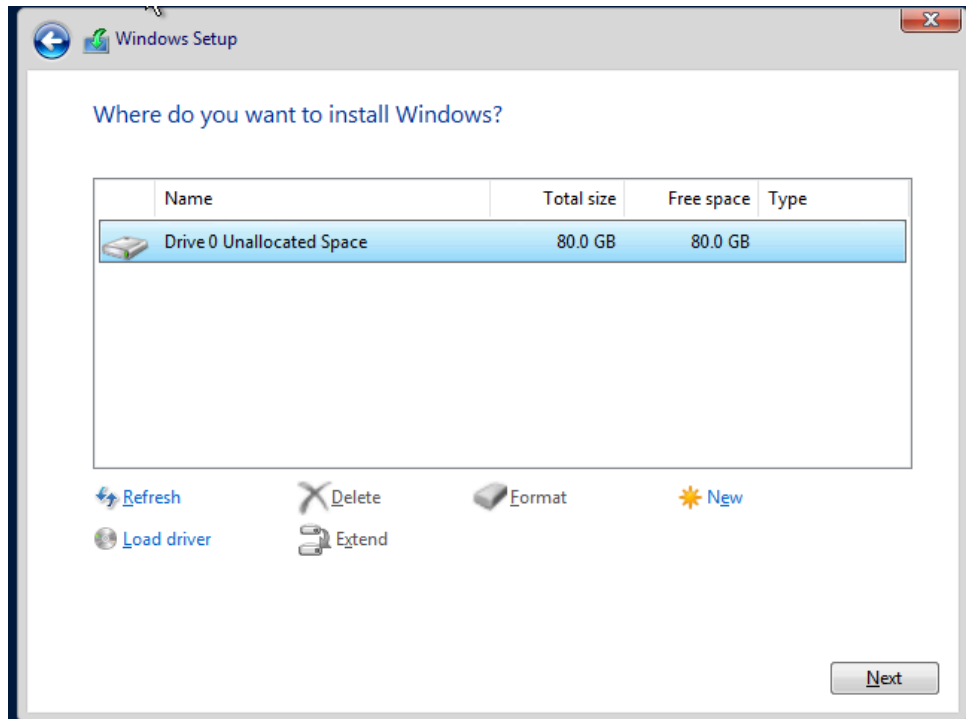 Windows Setup
Where do you want to install Windows?
Name Total size Free space Type
Drive 0 Unallocated Space 80.0 GB 80.0 GB
Refresh Delete Format New
Load driver Extend
Next